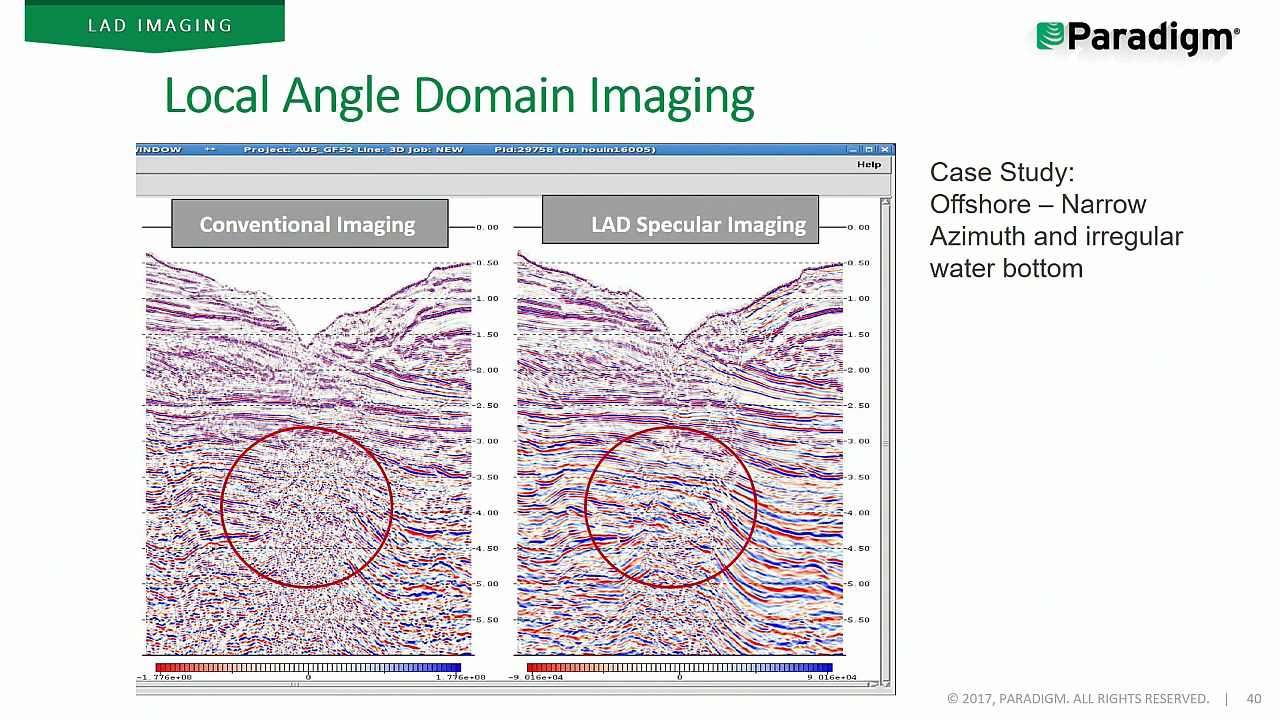 LAD IMAGING
Paradigm®
Local Angle Domain Imaging
WINDOW ++ Project: AUS_GFS2 Line: 3D Job: NEW Pid:29758 (on houin16005)
Help
Conventional Imaging
LAD Specular Imaging
0.00
0.50
1.00
1.50
2.00
2.50
3.00
3.50
4.00
4.50
5.00
5.50
0.00
0.50
1.00
1.50
2.00
2.50
3.00
3.50
4.00
4.50
5.00
5.50
-1.776e+08 0 1.776e+08
-9.016e+04 0 9.016e+04
Case Study:
Offshore – Narrow
Azimuth and irregular
water bottom
© 2017, PARADIGM. ALL RIGHTS RESERVED. | 40